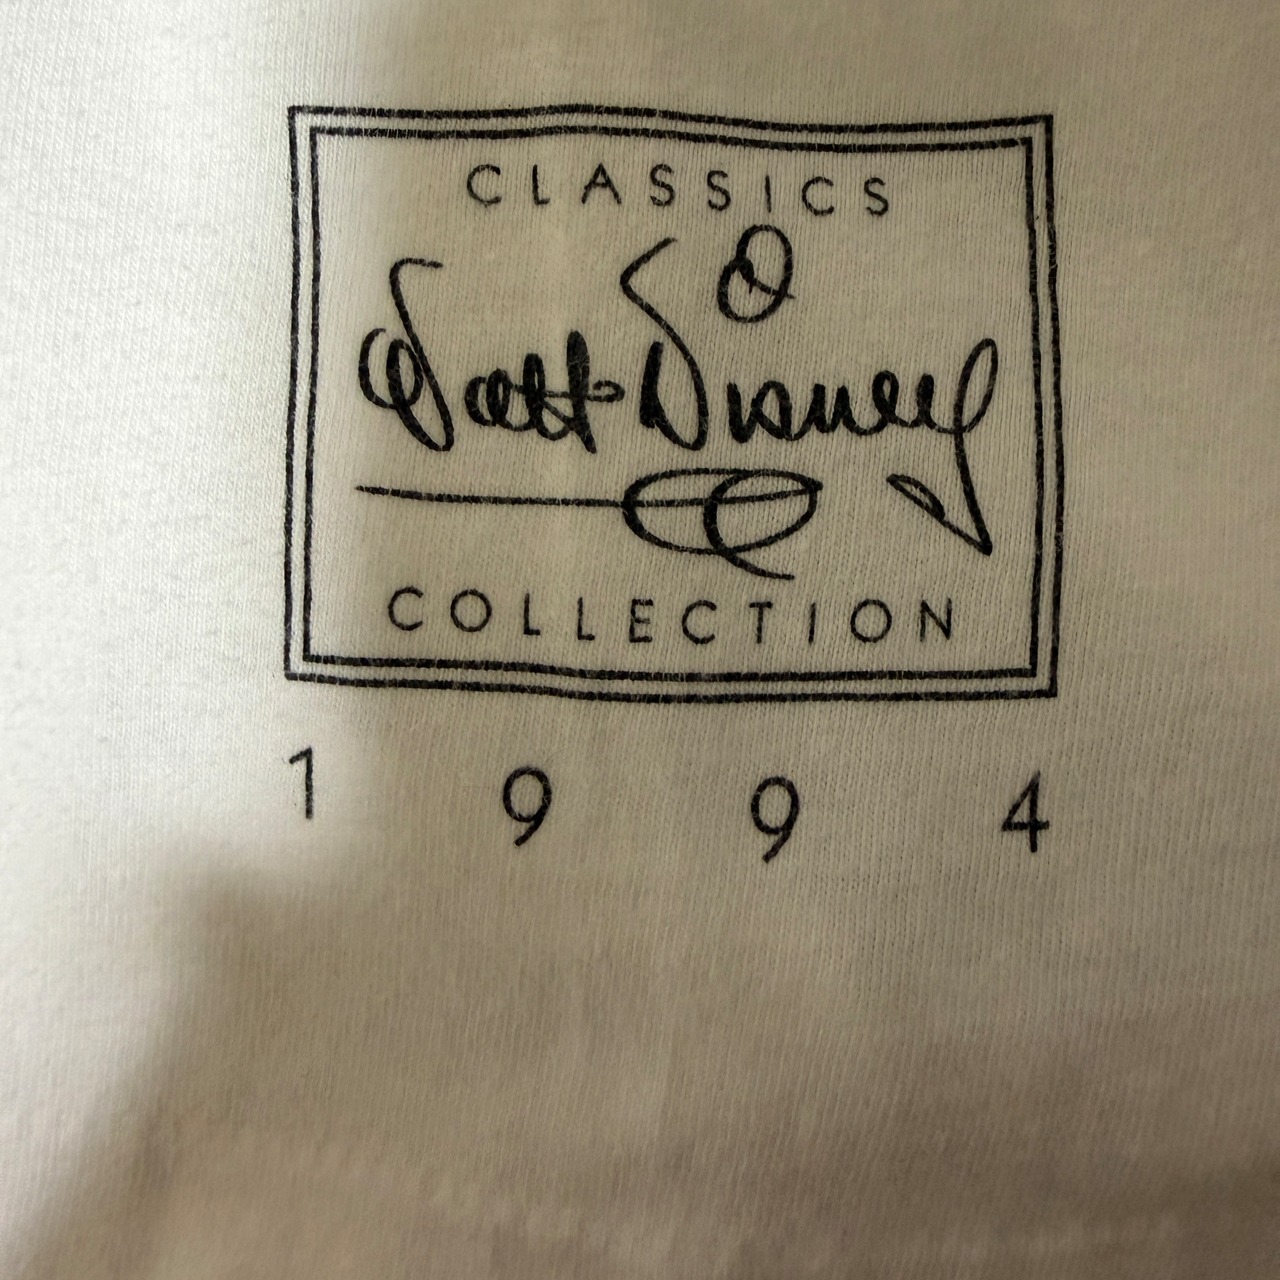 CLASSICS
Walt Disney
COLLECTION
1994